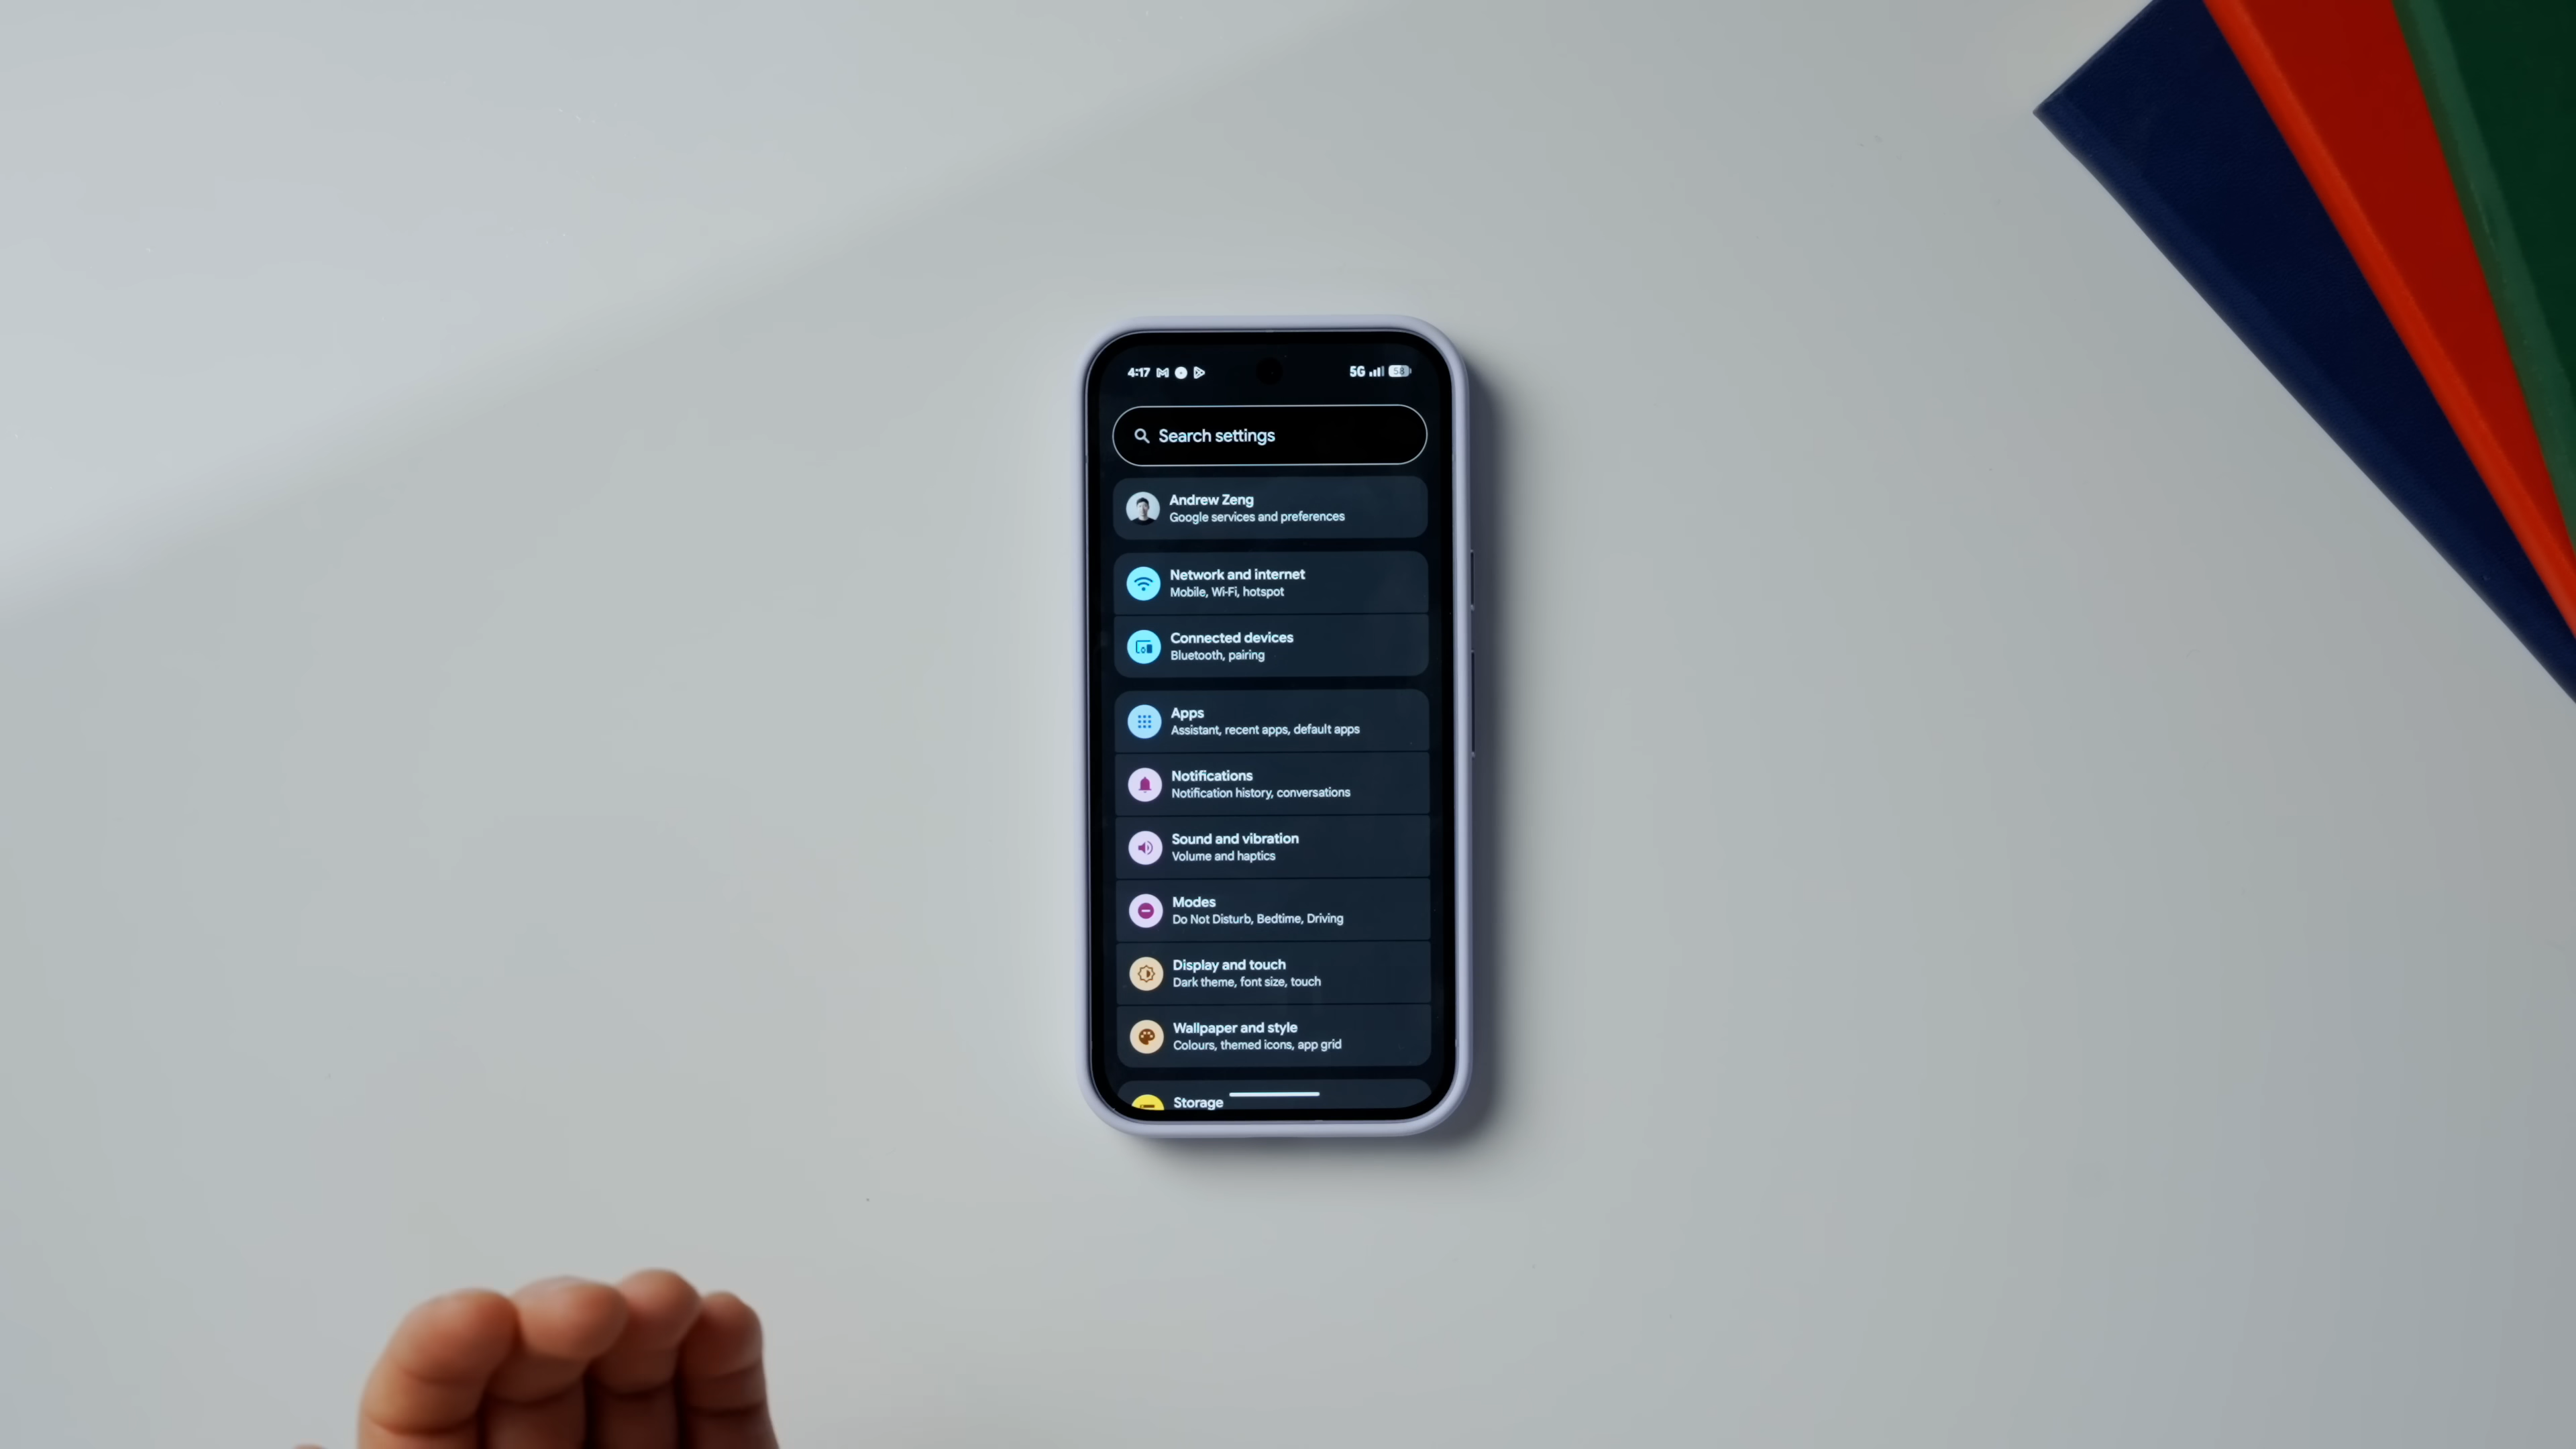 4:17 5G 58
Search settings
Andrew Zeng
Google services and preferences
Network and internet
Mobile, Wi-Fi, hotspot
Connected devices
Bluetooth, pairing
Apps
Assistant, recent apps, default apps
Notifications
Notification history, conversations
Sound and vibration
Volume and haptics
Modes
Do Not Disturb, Bedtime, Driving
Display and touch
Dark theme, font size, touch
Wallpaper and style
Colours, themed icons, app grid
Storage